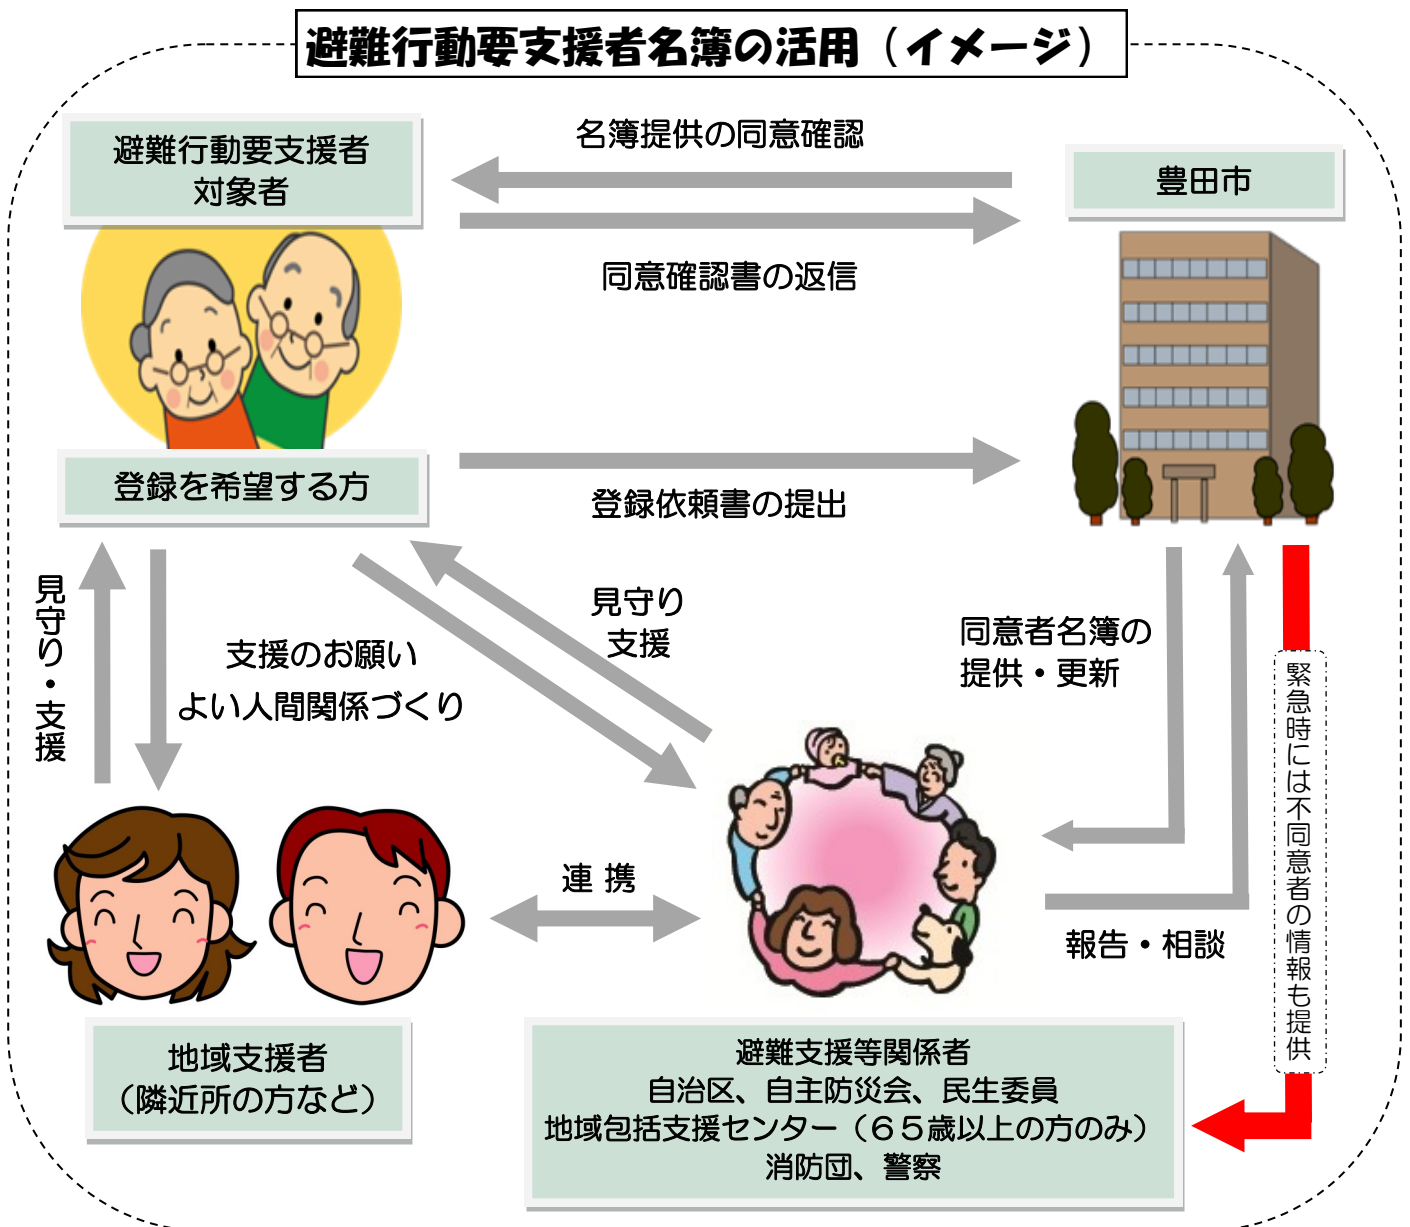 避難行動要支援者名簿の活用（イメージ）
避難行動要支援者
対象者
名簿提供の同意確認
豊田市
同意確認書の返信
登録を希望する方
登録依頼書の提出
見守り・支援
支援のお願い
よい人間関係づくり
見守り
支援
同意者名簿の
提供・更新
緊急時には不同意者の情報も提供
連 携
報告・相談
地域支援者
（隣近所の方など）
避難支援等関係者
自治区、自主防災会、民生委員
地域包括支援センター（６５歳以上の方のみ）
消防団、警察